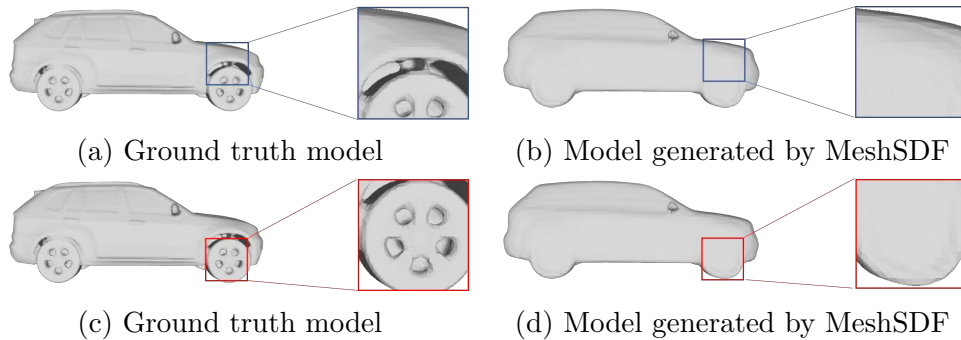 (a) Ground truth model
(b) Model generated by MeshSDF
(c) Ground truth model
(d) Model generated by MeshSDF